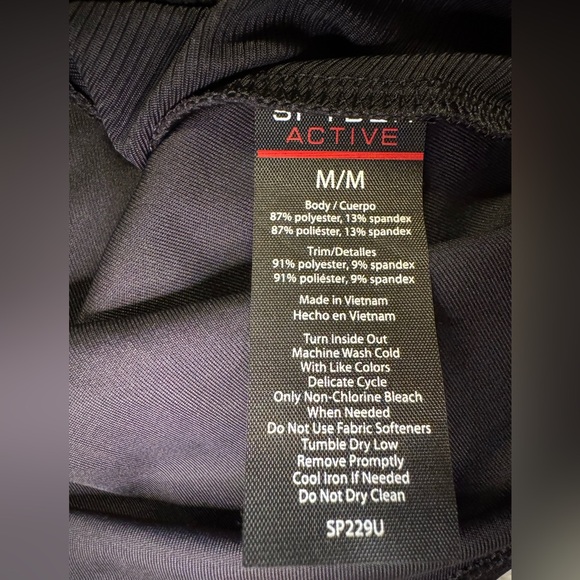 SPYDER
ACTIVE
M/M
Body / Cuerpo
87% polyester, 13% spandex
87% poliéster, 13% spandex
Trim/Detalles
91% polyester, 9% spandex
91% poliéster, 9% spandex
Made in Vietnam
Hecho en Vietnam
Turn Inside Out
Machine Wash Cold
With Like Colors
Delicate Cycle
Only Non-Chlorine Bleach
When Needed
Do Not Use Fabric Softeners
Tumble Dry Low
Remove Promptly
Cool Iron If Needed
Do Not Dry Clean
SP229U